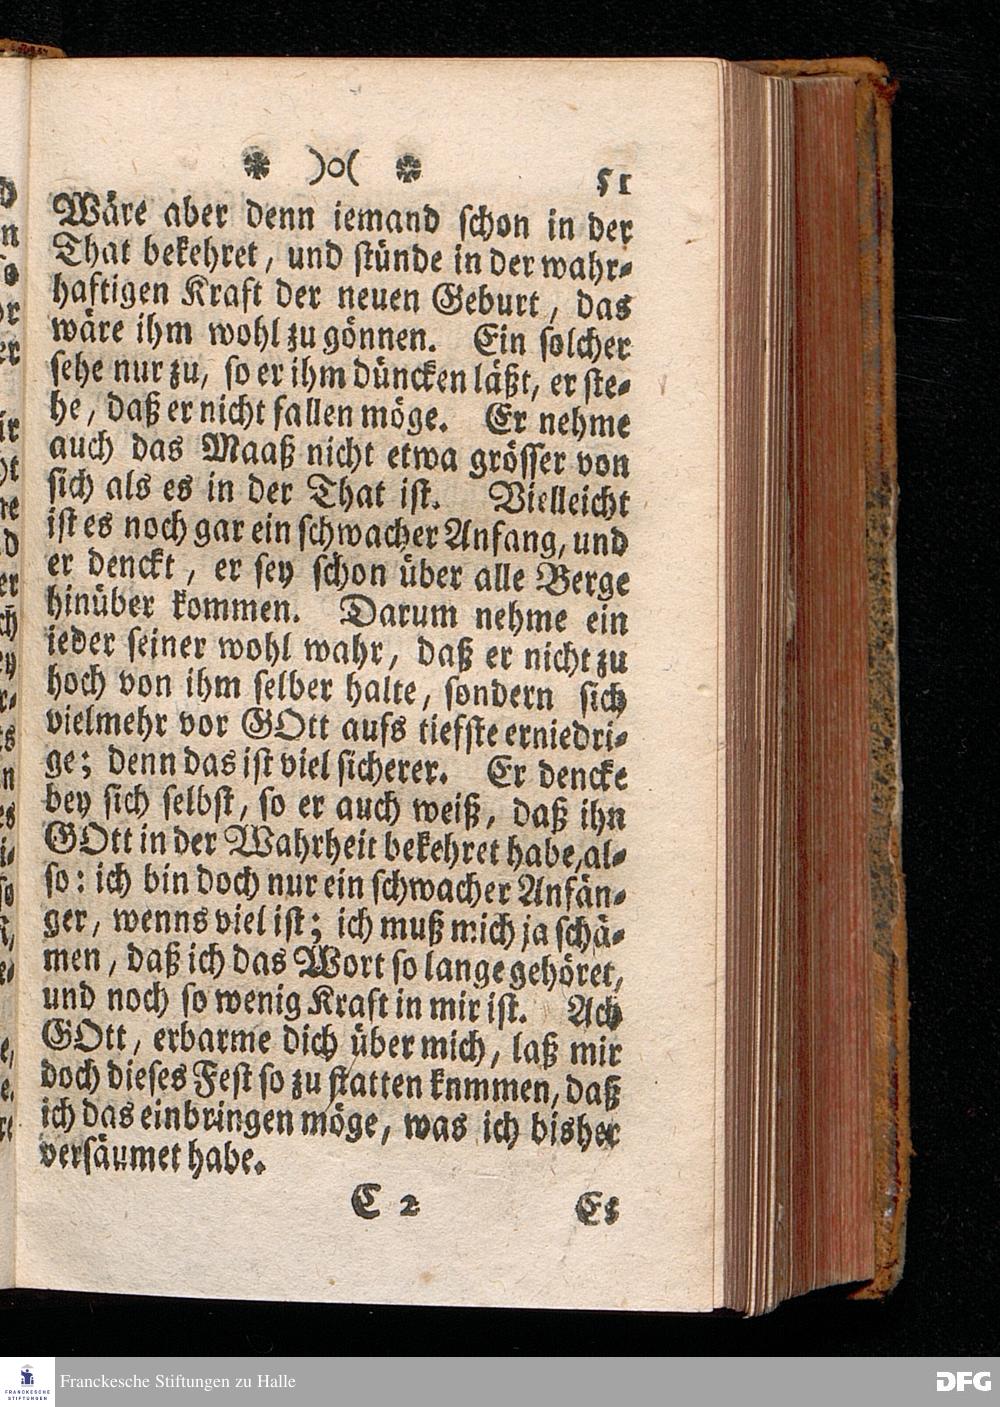 * )o( * 51
Wäre aber denn iemand schon in der
That bekehret, und stünde in der wahr-
haftigen Kraft der neuen Geburt, das
wäre ihm wohl zu gönnen. Ein solcher
sehe nur zu, so er ihm düncken läßt, er ste-
he, daß er nicht fallen möge. Er nehme
auch das Maaß nicht etwa grösser von
sich als es in der That ist. Vielleicht
ist es noch gar ein schwacher Anfang, und
er denckt, er sey schon über alle Berge
hinüber kommen. Darum nehme ein
ieder seiner wohl wahr, daß er nicht zu
hoch von ihm selber halte, sondern sich
vielmehr vor GOtt aufs tiefste erniedri-
ge; denn das ist viel sicherer. Er dencke
bey sich selbst, so er auch weiß, daß ihn
GOtt in der Wahrheit bekehret habe, al-
so: ich bin doch nur ein schwacher Anfän-
ger, wenns viel ist; ich muß mich ja schä-
men, daß ich das Wort so lange gehöret,
und noch so wenig Kraft in mir ist. Ach
GOtt, erbarme dich über mich, laß mir
doch dieses Fest so zu statten knmmen, daß
ich das einbringen möge, was ich bisher
versäumet habe.
C 2 Es
FRANCKESCHE
STIFTUNGEN
Franckesche Stiftungen zu Halle
DFG